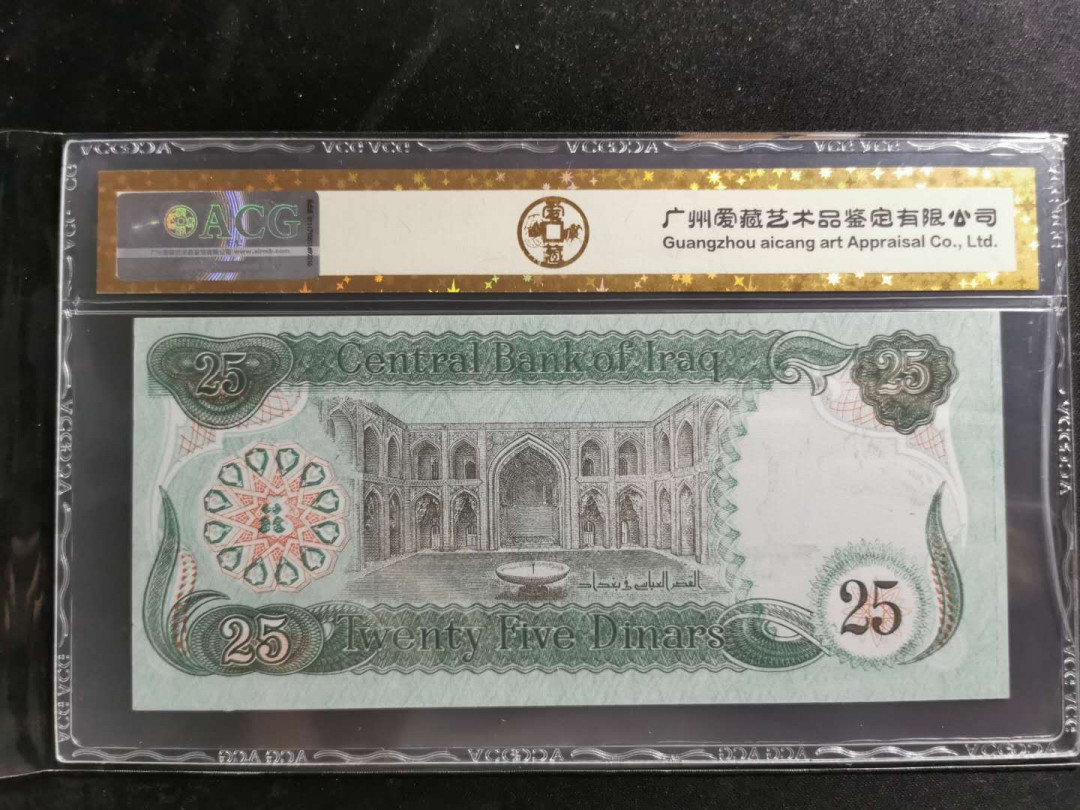 ACG
广州爱藏艺术品鉴定有限公司
Guangzhou aicang art Appraisal Co., Ltd.
25
Central Bank of Iraq
25
القصر العباسي في بغداد
25
Twenty Five Dinars
25